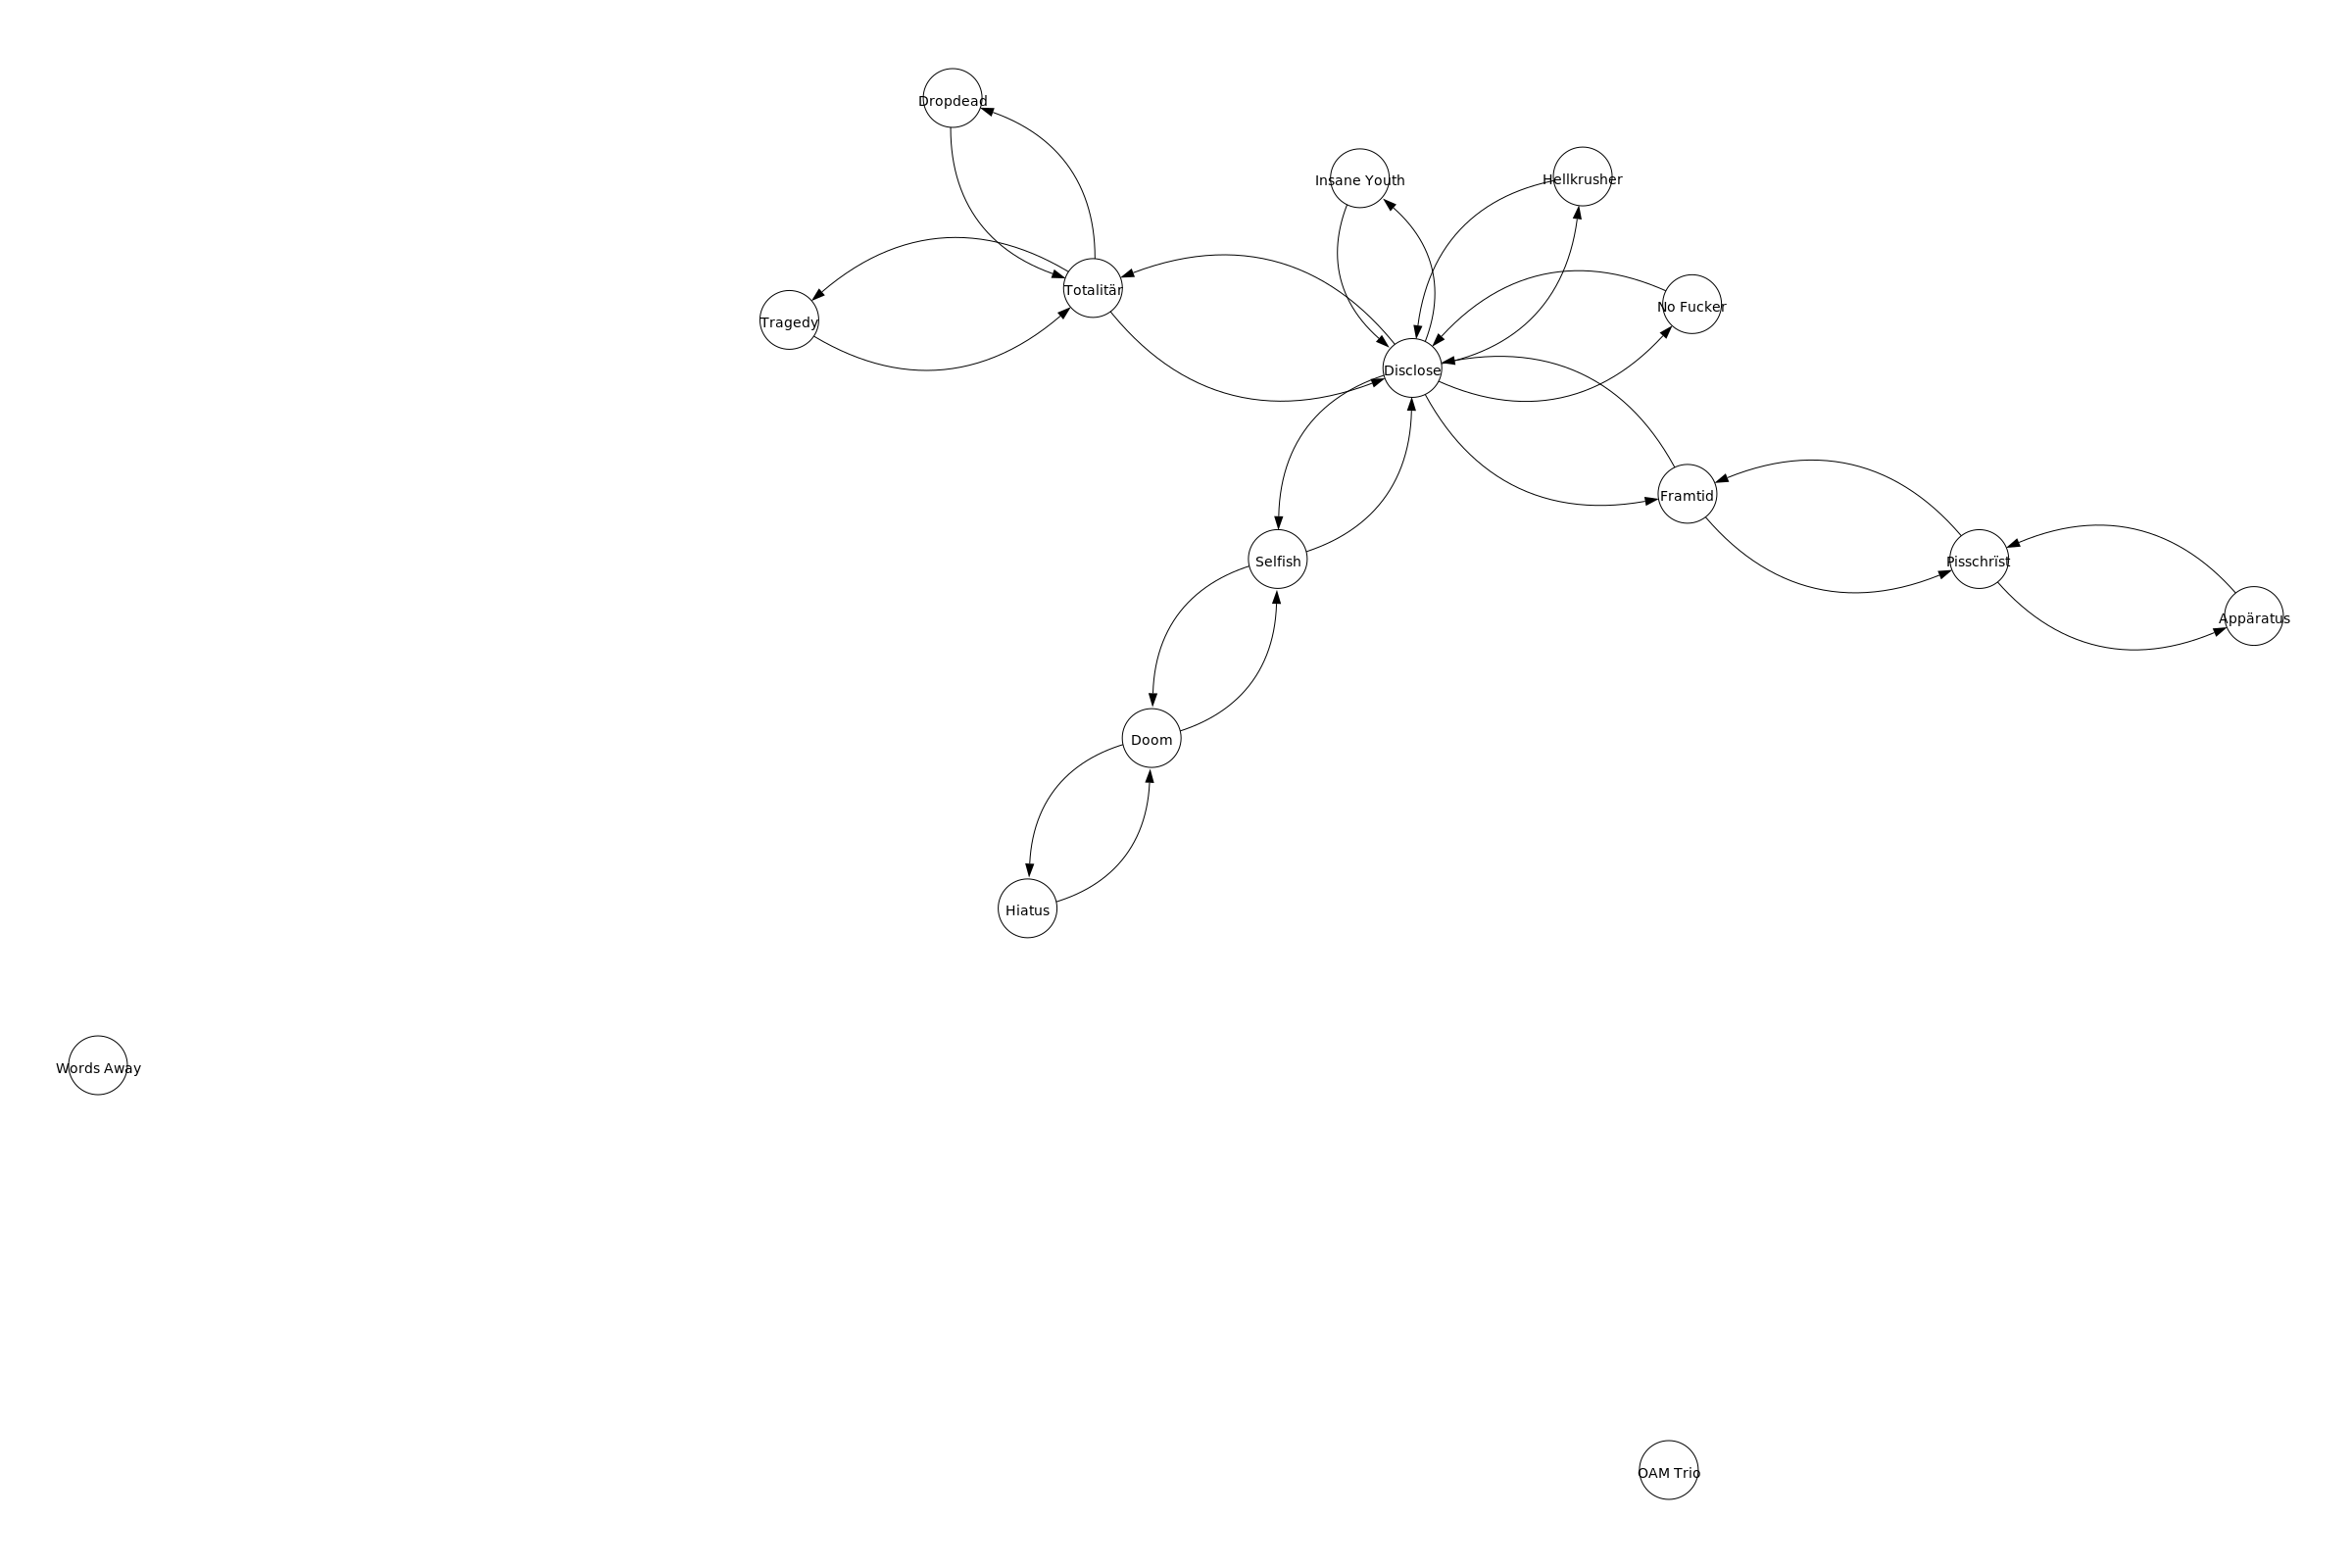 Dropdead
Insane Youth
Hellkrusher
Totalitär
No Fucker
Tragedy
Disclose
Framtid
Selfish
Pisschrïst
Appäratus
Doom
Hiatus
Words Away
OAM Trio